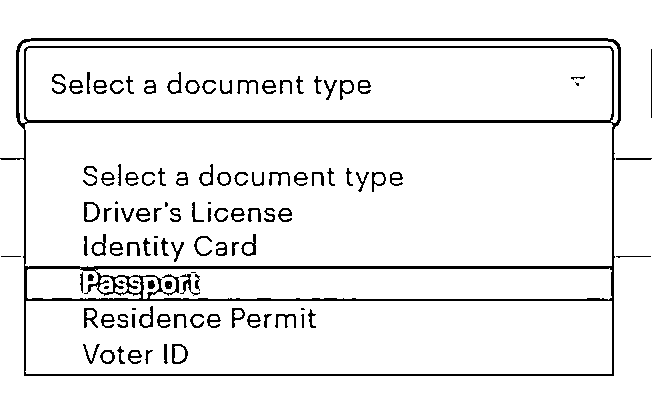 Select a document type
Select a document type
Driver's License
Identity Card
Passport
Residence Permit
Voter ID